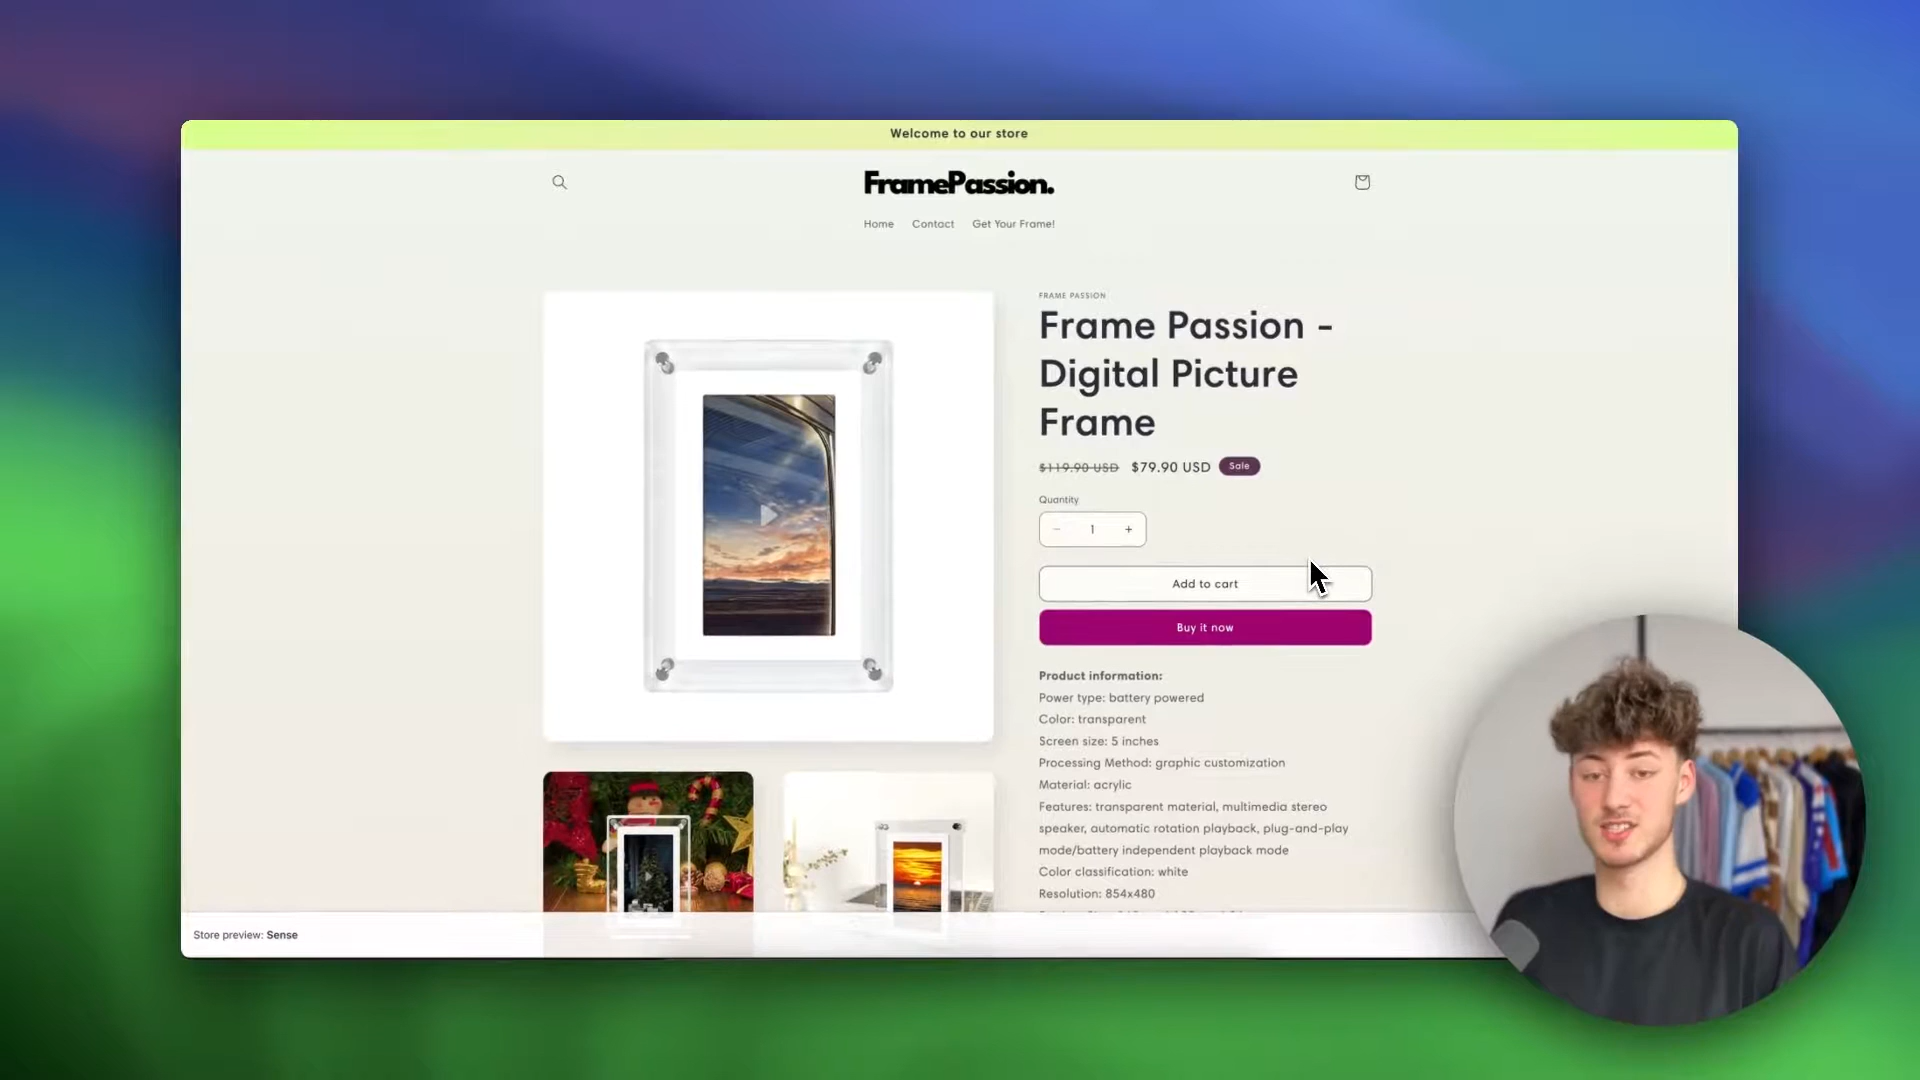 Welcome to our store
FramePassion.
Home Contact Get Your Frame!
FRAME PASSION
Frame Passion -
Digital Picture
Frame
$119.90 USD $79.90 USD Sale
Quantity
− 1 +
Add to cart
Buy it now
Product information:
Power type: battery powered
Color: transparent
Screen size: 5 inches
Processing Method: graphic customization
Material: acrylic
Features: transparent material, multimedia stereo
speaker, automatic rotation playback, plug-and-play
mode/battery independent playback mode
Color classification: white
Resolution: 854x480
Store preview: Sense